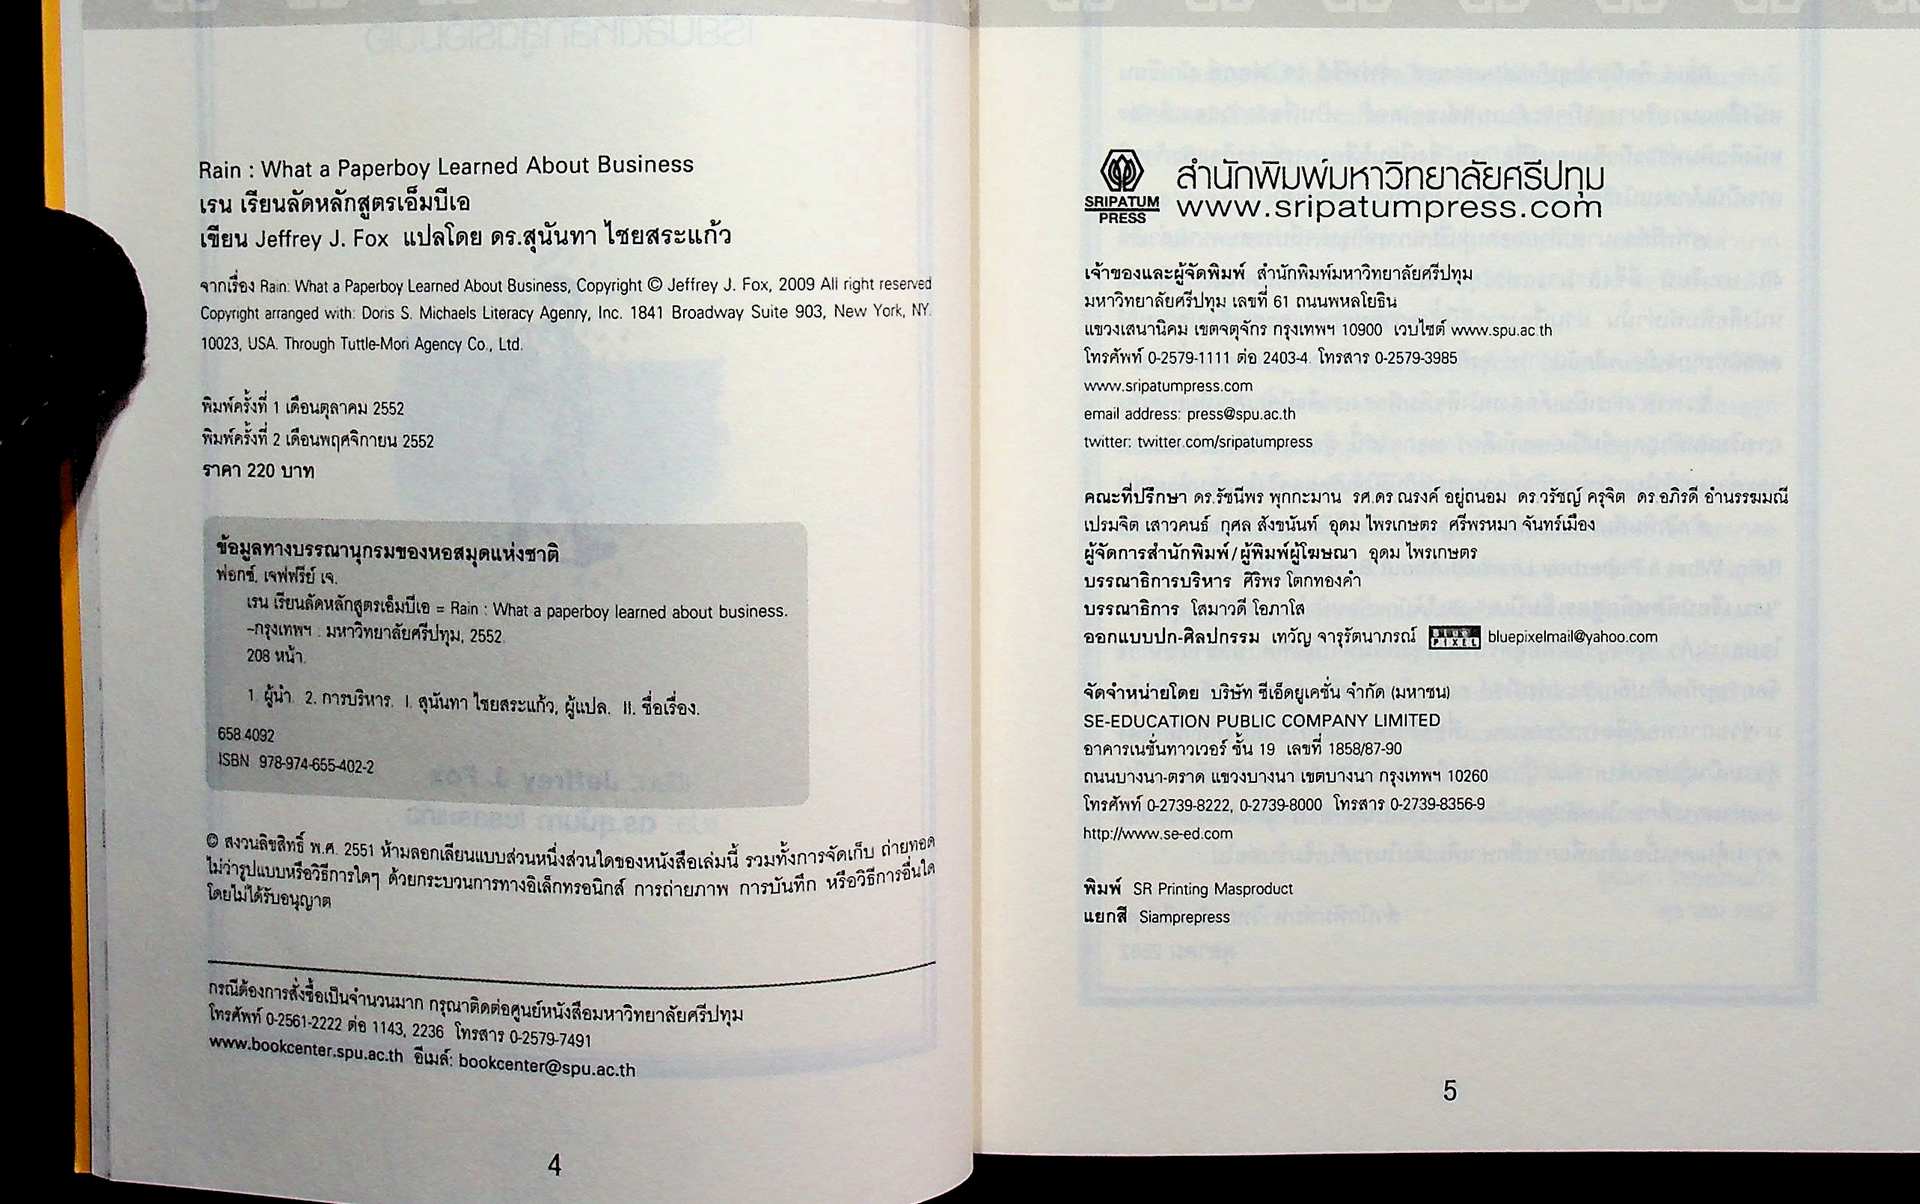 Rain : What a Paperboy Learned About Business
เรน เรียนลัดหลักสูตรเอ็มบีเอ
เขียน Jeffrey J. Fox แปลโดย ดร.สุนันทา ไชยสระแก้ว
จากเรื่อง Rain: What a Paperboy Learned About Business, Copyright © Jeffrey J. Fox, 2009 All right reserved
Copyright arranged with: Doris S. Michaels Literacy Agenry, Inc. 1841 Broadway Suite 903, New York, NY.
10023, USA. Through Tuttle-Mori Agency Co., Ltd.
พิมพ์ครั้งที่ 1 เดือนตุลาคม 2552
พิมพ์ครั้งที่ 2 เดือนพฤศจิกายน 2552
ราคา 220 บาท
ข้อมูลทางบรรณานุกรมของหอสมุดแห่งชาติ
ฟอกซ์, เจฟฟรีย์ เจ.
เรน เรียนลัดหลักสูตรเอ็มบีเอ = Rain : What a paperboy learned about business.
--กรุงเทพฯ : มหาวิทยาลัยศรีปทุม, 2552.
208 หน้า.
1. ผู้นำ. 2. การบริหาร. I. สุนันทา ไชยสระแก้ว, ผู้แปล. II. ชื่อเรื่อง.
658.4092
ISBN 978-974-655-402-2
© สงวนลิขสิทธิ์ พ.ศ. 2551 ห้ามลอกเลียนแบบส่วนหนึ่งส่วนใดของหนังสือเล่มนี้ รวมทั้งการจัดเก็บ ถ่ายทอด
ไม่ว่ารูปแบบหรือวิธีการใดๆ ด้วยกระบวนการทางอิเล็กทรอนิกส์ การถ่ายภาพ การบันทึก หรือวิธีการอื่นใด
โดยไม่ได้รับอนุญาต
กรณีต้องการสั่งซื้อเป็นจำนวนมาก กรุณาติดต่อศูนย์หนังสือมหาวิทยาลัยศรีปทุม
โทรศัพท์ 0-2561-2222 ต่อ 1143, 2236 โทรสาร 0-2579-7491
www.bookcenter.spu.ac.th อีเมล์: bookcenter@spu.ac.th
4
SRIPATUM
PRESS
สำนักพิมพ์มหาวิทยาลัยศรีปทุม
www.sripatumpress.com
เจ้าของและผู้จัดพิมพ์ สำนักพิมพ์มหาวิทยาลัยศรีปทุม
มหาวิทยาลัยศรีปทุม เลขที่ 61 ถนนพหลโยธิน
แขวงเสนานิคม เขตจตุจักร กรุงเทพฯ 10900 เวบไซต์ www.spu.ac.th
โทรศัพท์ 0-2579-1111 ต่อ 2403-4. โทรสาร 0-2579-3985
www.sripatumpress.com
email address: press@spu.ac.th
twitter: twitter.com/sripatumpress
คณะที่ปรึกษา ดร.รัชนีพร พุกกะมาน รศ.ดร.ณรงค์ อยู่ถนอม ดร.วรัชญ์ ครุจิต ดร.อภิรดี อำนรรฆมณี
เปรมจิต เสาวคนธ์ กุศล สังขนันท์ อุดม ไพรเกษตร ศรีพรหมา จันทร์เมือง
ผู้จัดการสำนักพิมพ์/ผู้พิมพ์ผู้โฆษณา อุดม ไพรเกษตร
บรรณาธิการบริหาร ศิริพร โตกทองคำ
บรรณาธิการ โสมาวดี โอภาโส
ออกแบบปก-ศิลปกรรม เทวัญ จารุรัตนาภรณ์ BLUE PIXEL bluepixelmail@yahoo.com
จัดจำหน่ายโดย บริษัท ซีเอ็ดยูเคชั่น จำกัด (มหาชน)
SE-EDUCATION PUBLIC COMPANY LIMITED
อาคารเนชั่นทาวเวอร์ ชั้น 19 เลขที่ 1858/87-90
ถนนบางนา-ตราด แขวงบางนา เขตบางนา กรุงเทพฯ 10260
โทรศัพท์ 0-2739-8222, 0-2739-8000 โทรสาร 0-2739-8356-9
http://www.se-ed.com
พิมพ์ SR Printing Masproduct
แยกสี Siamprepress
5